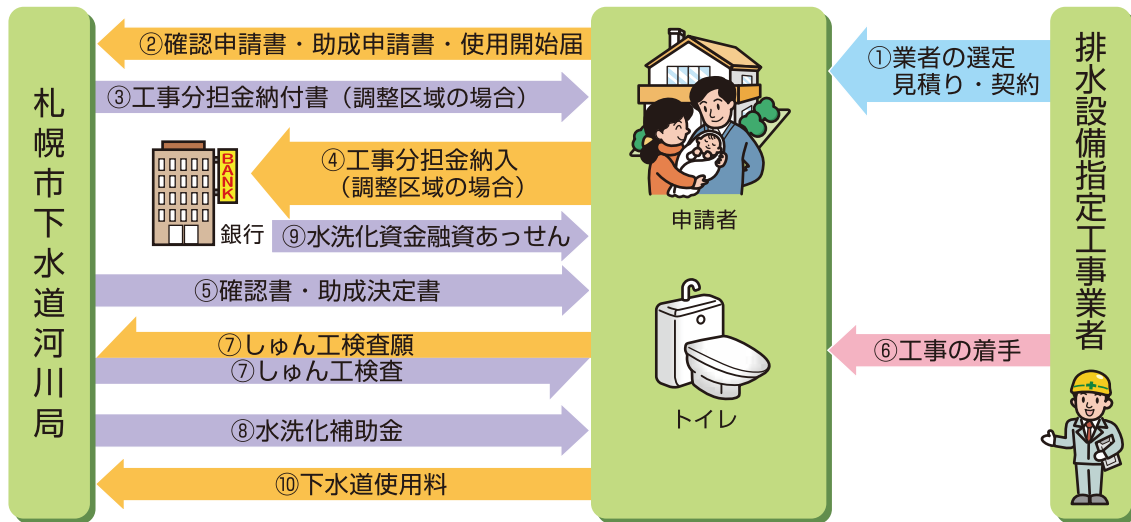 札幌市下水道河川局
②確認申請書・助成申請書・使用開始届
③工事分担金納付書（調整区域の場合）
④工事分担金納入
（調整区域の場合）
BANK
銀行
⑨水洗化資金融資あっせん
⑤確認書・助成決定書
⑦しゅん工検査願
⑦しゅん工検査
⑧水洗化補助金
⑩下水道使用料
申請者
トイレ
①業者の選定
見積り・契約
⑥工事の着手
排水設備指定工事業者